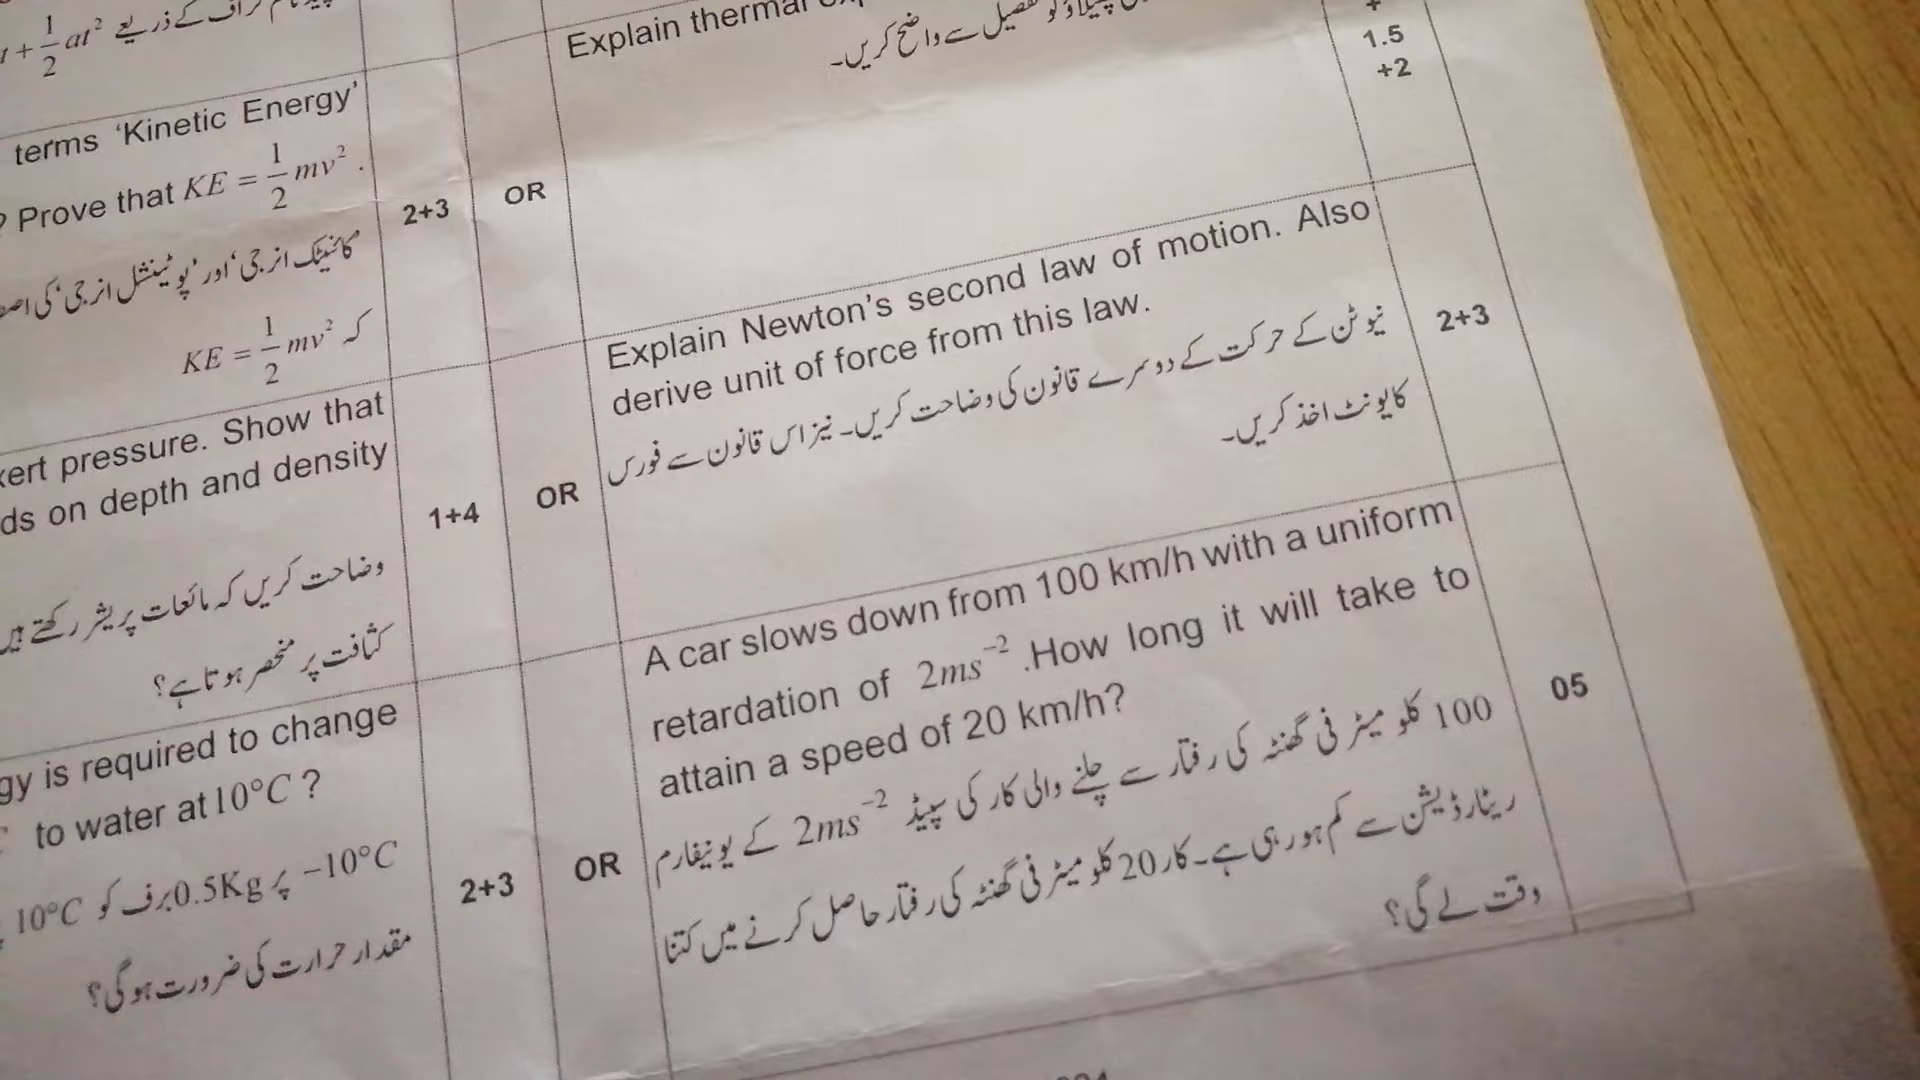 + 1/2 at² گراف کے ذریعے
terms ‘Kinetic Energy’
? Prove that KE = 1/2 mv² .
کائنیٹک انرجی‘ اور ’پوٹینشل انرجی‘ کی
KE = 1/2 mv² کہ
2+3
OR
Explain thermal
تفصیل سے واضح کریں۔
+
1.5
+2
pressure. Show that
on depth and density
وضاحت کریں کہ مائعات پریشر رکھتے ہیں
کثافت پر منحصر ہوتا ہے؟
1+4
OR
Explain Newton’s second law of motion. Also
derive unit of force from this law.
نیوٹن کے حرکت کے دوسرے قانون کی وضاحت کریں۔ نیز اس قانون سے فورس
کا یونٹ اخذ کریں۔
2+3
is required to change
to water at 10°C ?
−10°C پر 0.5Kg برف کو 10°C
مقدار حرارت کی ضرورت ہوگی؟
2+3
OR
A car slows down from 100 km/h with a uniform
retardation of 2ms⁻² .How long it will take to
attain a speed of 20 km/h?
100 کلو میٹر فی گھنٹہ کی رفتار سے چلنے والی کار کی سپیڈ 2ms⁻² کے یونیفارم
ریٹارڈیشن سے کم ہو رہی ہے۔ کار 20 کلو میٹر فی گھنٹہ کی رفتار حاصل کرنے میں کتنا
وقت لے گی؟
05